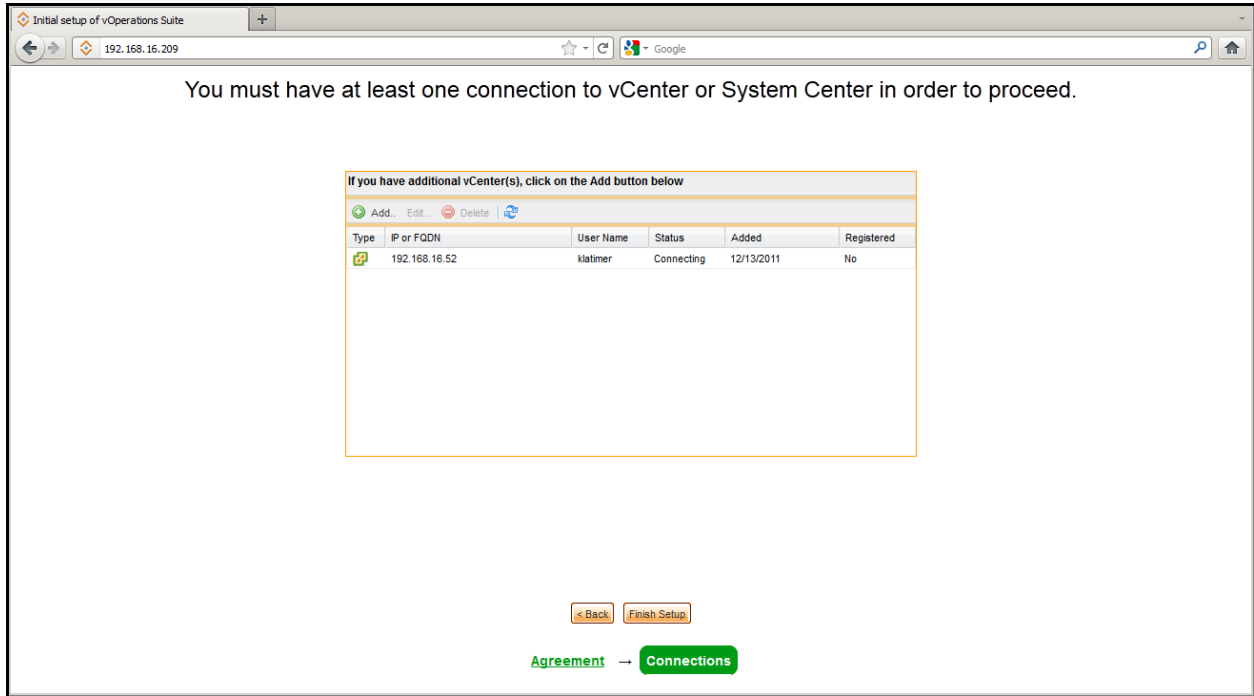 Initial setup of vOperations Suite
192.168.16.209
Google
You must have at least one connection to vCenter or System Center in order to proceed.
If you have additional vCenter(s), click on the Add button below
Add.. Edit... Delete
Type IP or FQDN User Name Status Added Registered
192.168.16.52 klatimer Connecting 12/13/2011 No
< Back Finish Setup
Agreement → Connections